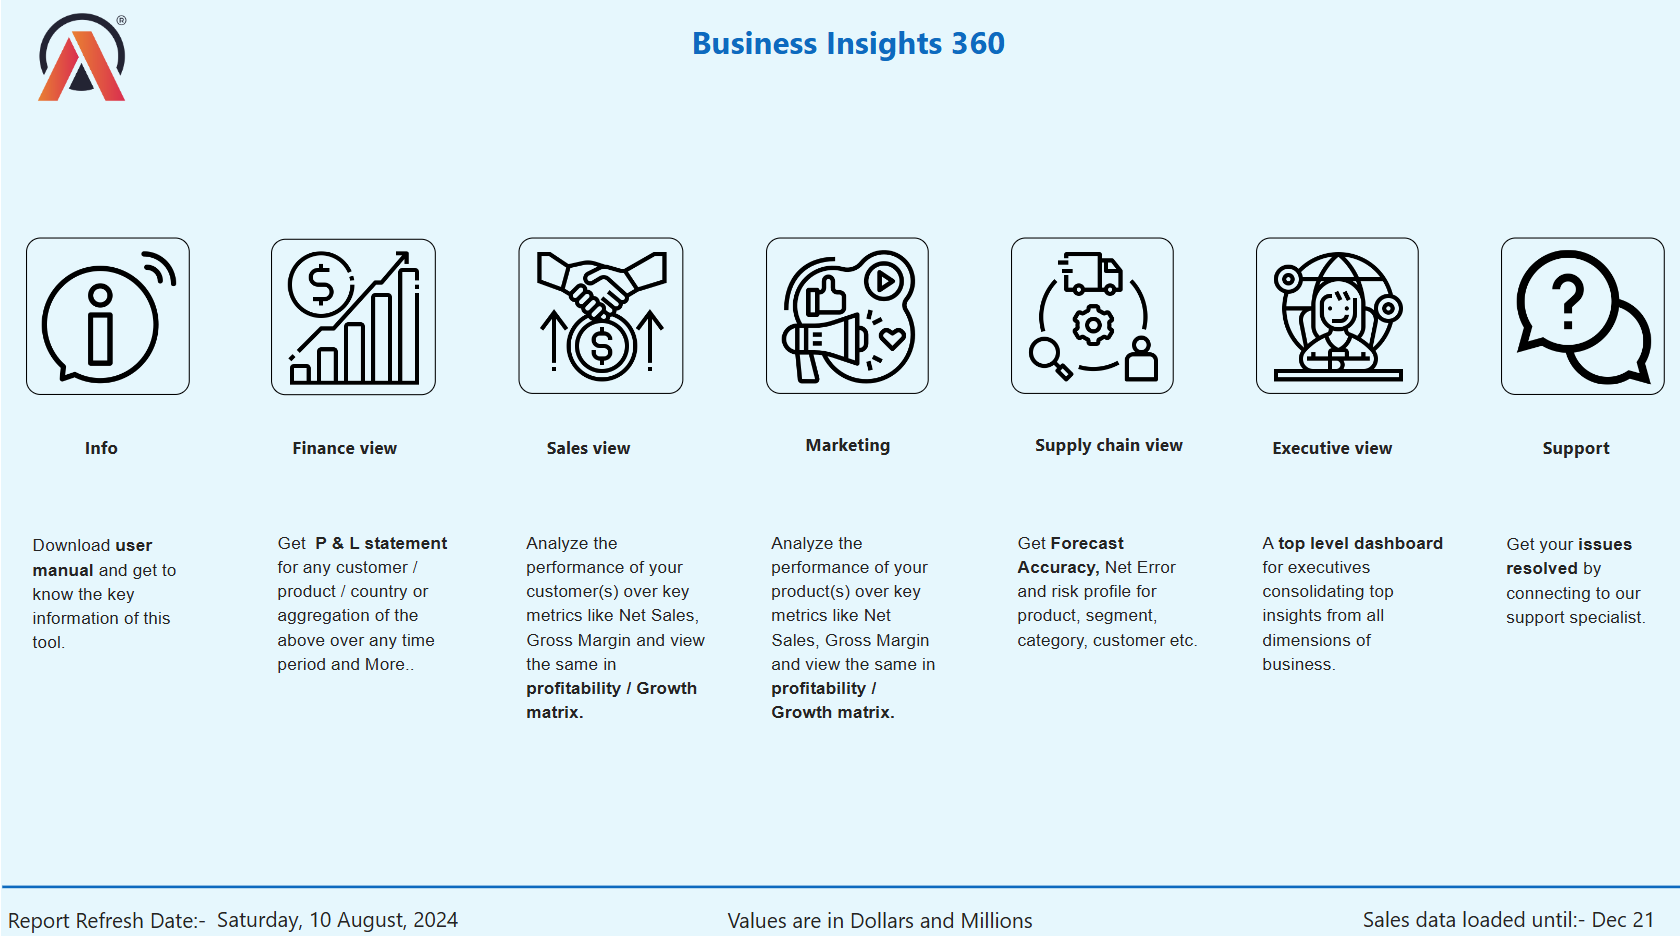 ®
Business Insights 360
Info
Download user
manual and get to
know the key
information of this
tool.
Finance view
Get  P & L statement
for any customer /
product / country or
aggregation of the
above over any time
period and More..
Sales view
Analyze the
performance of your
customer(s) over key
metrics like Net Sales,
Gross Margin and view
the same in
profitability / Growth
matrix.
Marketing
Analyze the
performance of your
product(s) over key
metrics like Net
Sales, Gross Margin
and view the same in
profitability /
Growth matrix.
Supply chain view
Get Forecast
Accuracy, Net Error
and risk profile for
product, segment,
category, customer etc.
Executive view
A top level dashboard
for executives
consolidating top
insights from all
dimensions of
business.
Support
Get your issues
resolved by
connecting to our
support specialist.
Report Refresh Date:-  Saturday, 10 August, 2024
Values are in Dollars and Millions
Sales data loaded until:- Dec 21